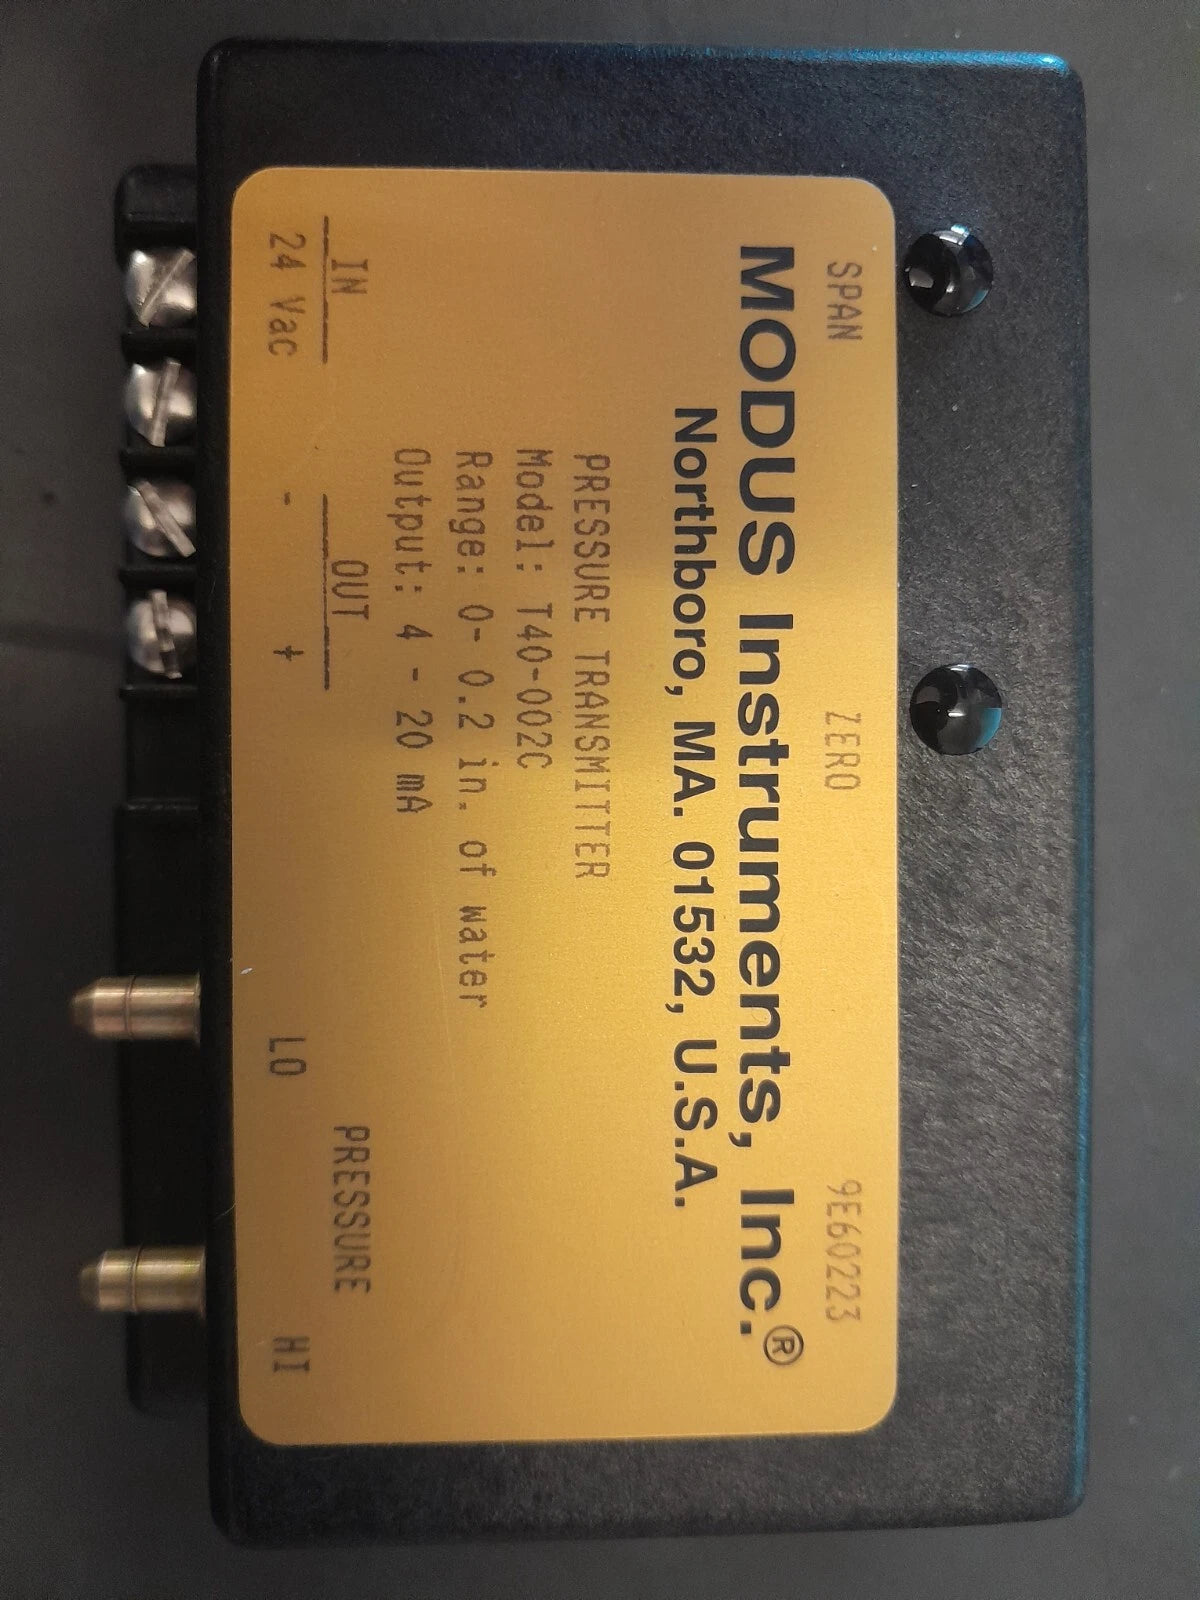 SPAN ZERO 9E60223
MODUS Instruments, Inc.®
Northboro, MA. 01532, U.S.A.
PRESSURE TRANSMITTER
Model: T40-002C
Range: 0- 0.2 in. of water
Output: 4 - 20 mA
IN OUT PRESSURE
24 Vac - + LO HI